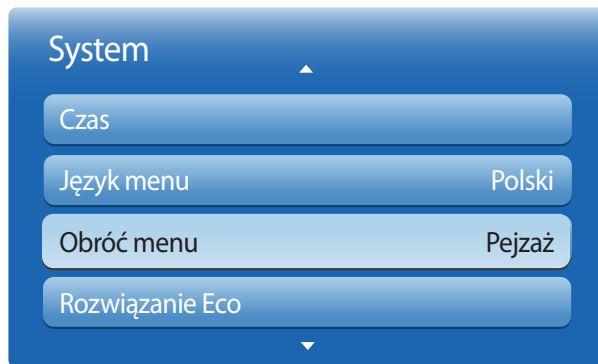 System
Czas
Język menu Polski
Obróć menu Pejzaż
Rozwiązanie Eco